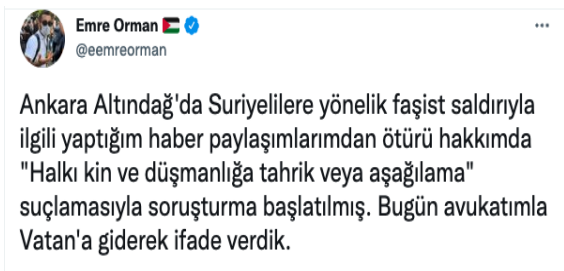 Emre Orman 🇵🇸
@eemreorman
Ankara Altındağ'da Suriyelilere yönelik faşist saldırıyla
ilgili yaptığım haber paylaşımlarımdan ötürü hakkımda
"Halkı kin ve düşmanlığa tahrik veya aşağılama"
suçlamasıyla soruşturma başlatılmış. Bugün avukatımla
Vatan'a giderek ifade verdik.